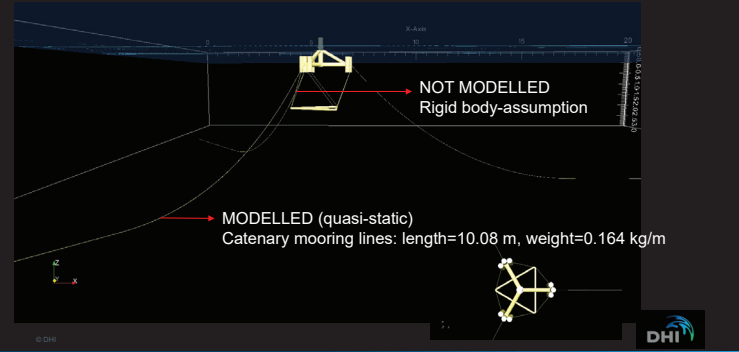 X-Axis
0
5
10
15
20
NOT MODELLED
Rigid body-assumption
MODELLED (quasi-static)
Catenary mooring lines: length=10.08 m, weight=0.164 kg/m
Z
Y
X
© DHI
DHI